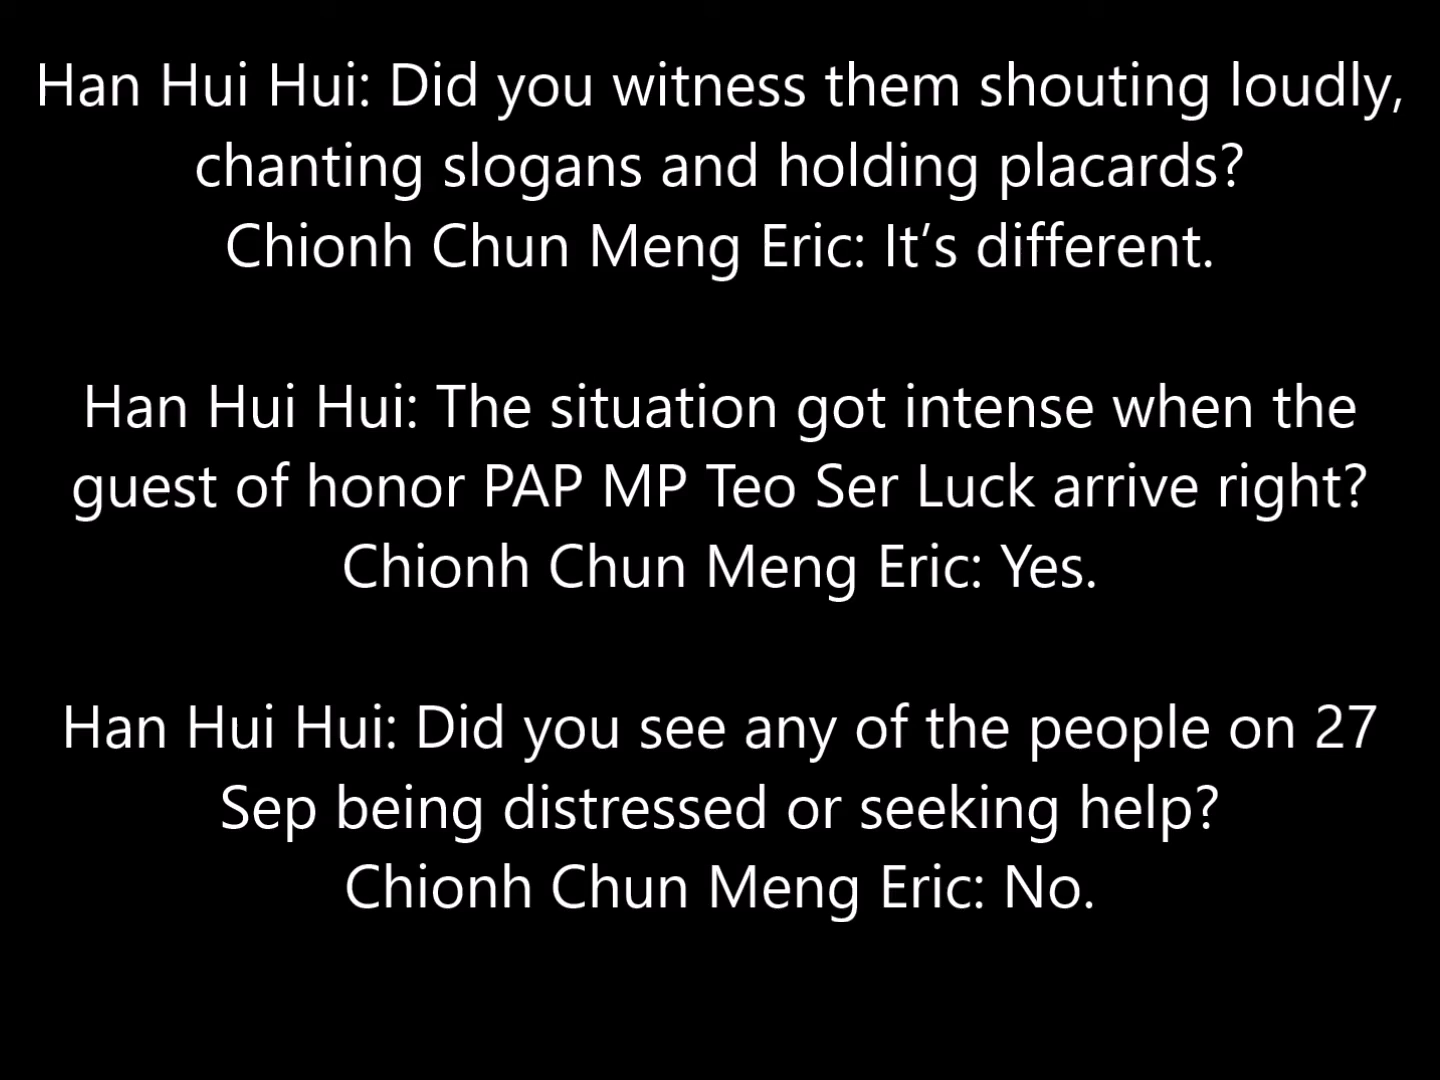 Han Hui Hui: Did you witness them shouting loudly,
chanting slogans and holding placards?
Chionh Chun Meng Eric: It’s different.
Han Hui Hui: The situation got intense when the
guest of honor PAP MP Teo Ser Luck arrive right?
Chionh Chun Meng Eric: Yes.
Han Hui Hui: Did you see any of the people on 27
Sep being distressed or seeking help?
Chionh Chun Meng Eric: No.